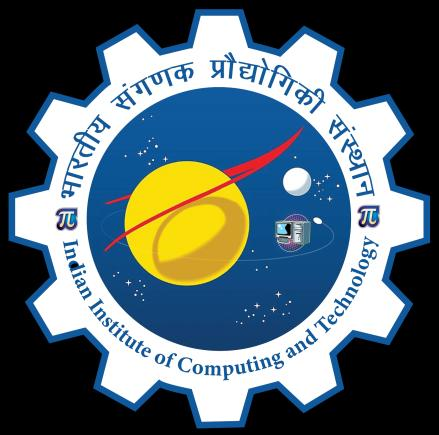 भारतीय संगणक प्रौद्योगिकी संस्थान
π π
Indian Institute of Computing and Technology